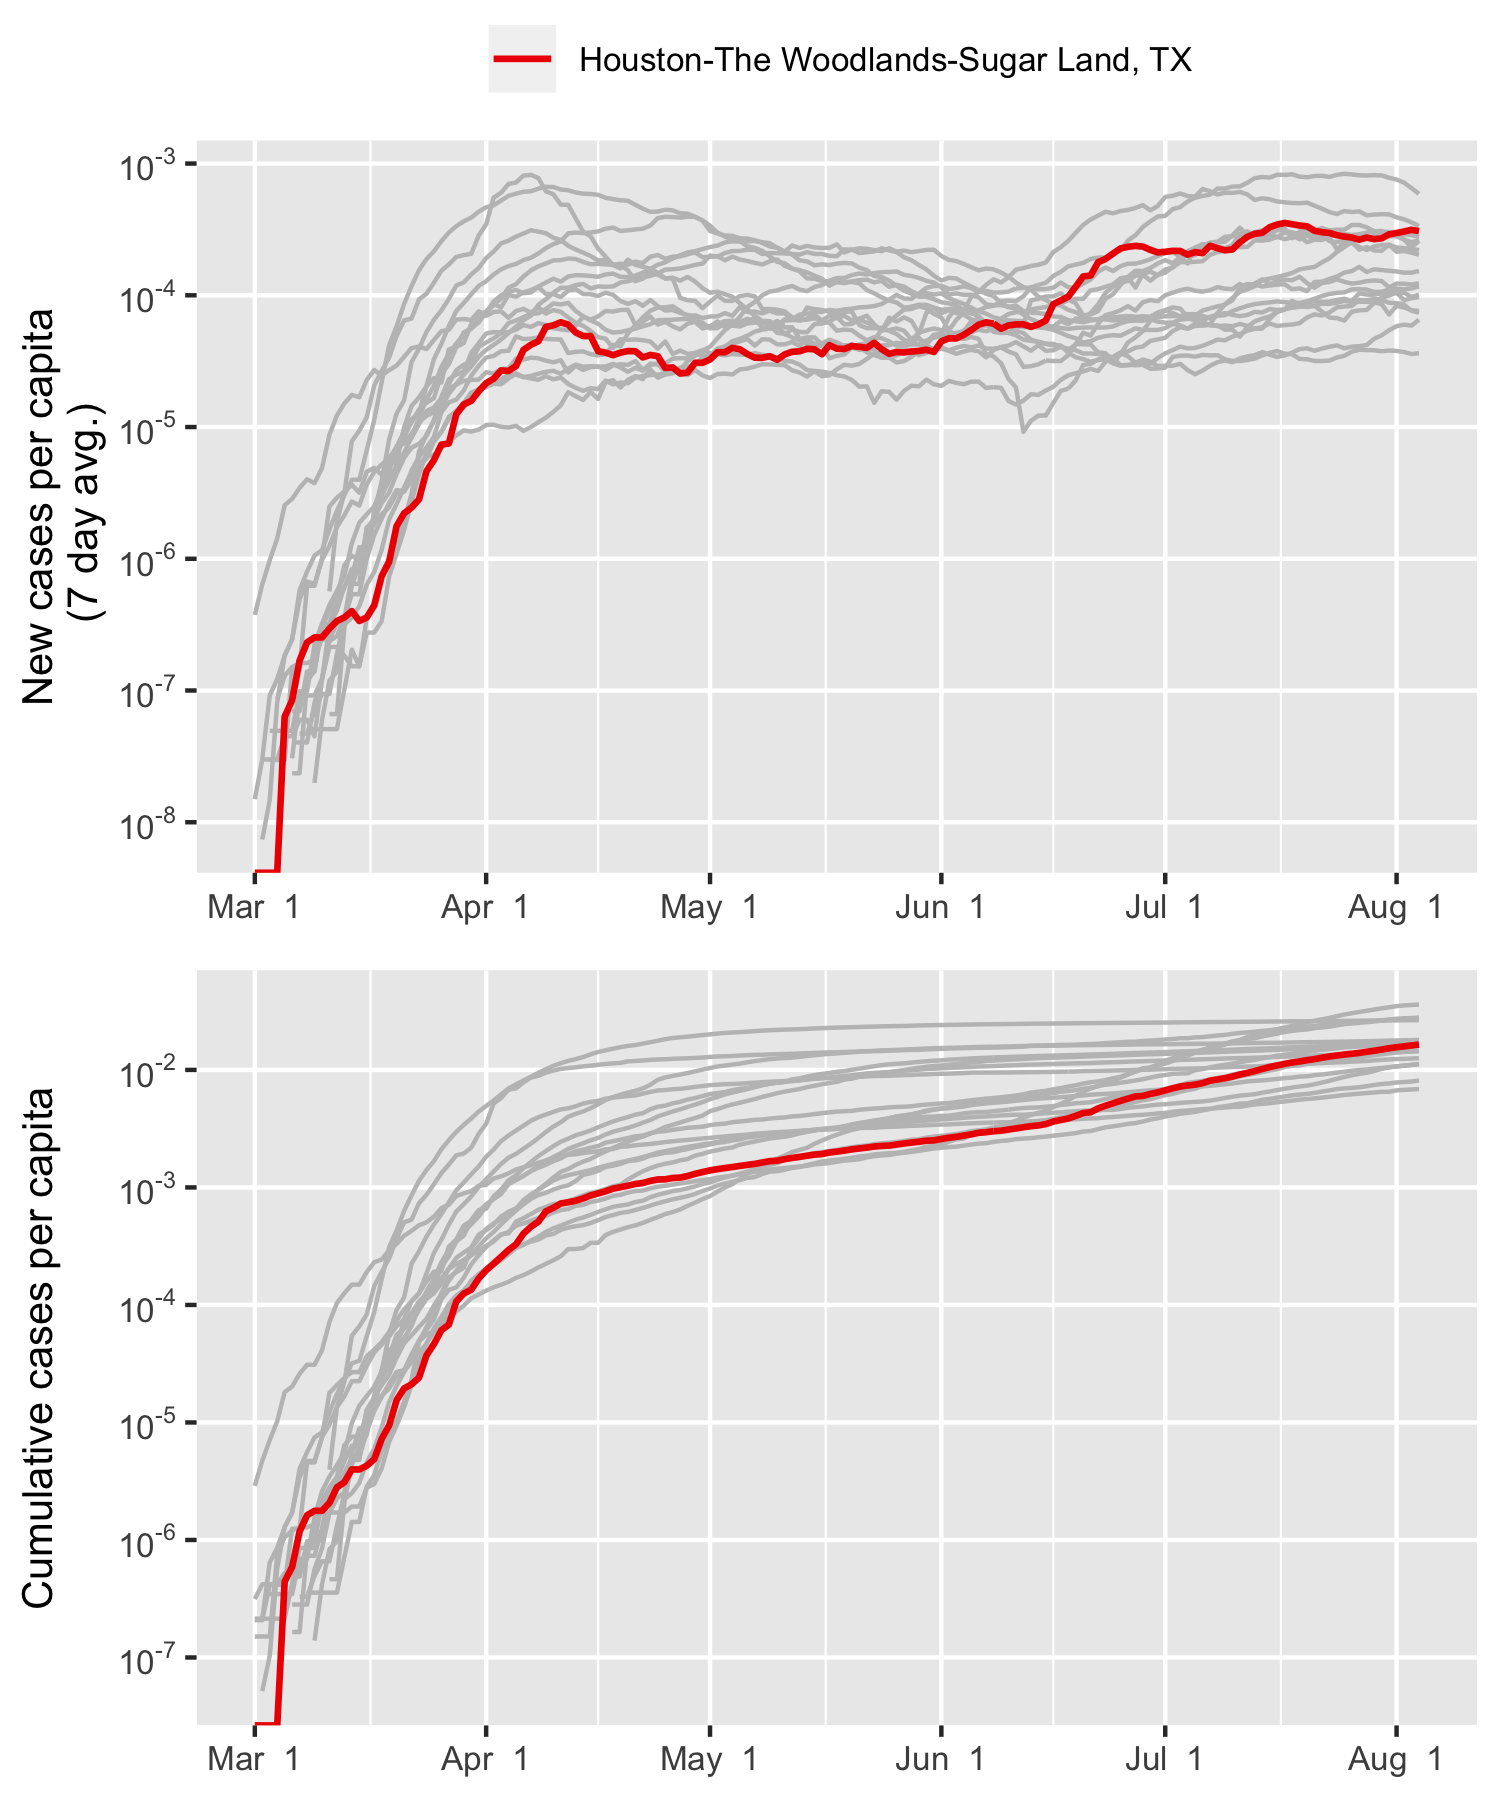 Houston-The Woodlands-Sugar Land, TX
New cases per capita
(7 day avg.)
10-3
10-4
10-5
10-6
10-7
10-8
Mar 1
Apr 1
May 1
Jun 1
Jul 1
Aug 1
Cumulative cases per capita
10-2
10-3
10-4
10-5
10-6
10-7
Mar 1
Apr 1
May 1
Jun 1
Jul 1
Aug 1